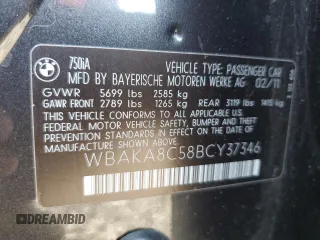 750iA
VEHICLE TYPE: PASSENGER CAR
MFD BY BAYERISCHE MOTOREN WERKE AG 02/11
GVWR 5699 lbs 2585 kg
GAWR FRONT 2789 lbs 1265 kg REAR 3119 lbs 1415 kg
THIS VEHICLE CONFORMS TO ALL APPLICABLE
FEDERAL MOTOR VEHICLE SAFETY, BUMPER, AND THEFT
PREVENTION STANDARDS IN EFFECT ON THE
DATE OF MANUFACTURE SHOWN ABOVE.
WBAKA8C58BCY37346
DREAMBID